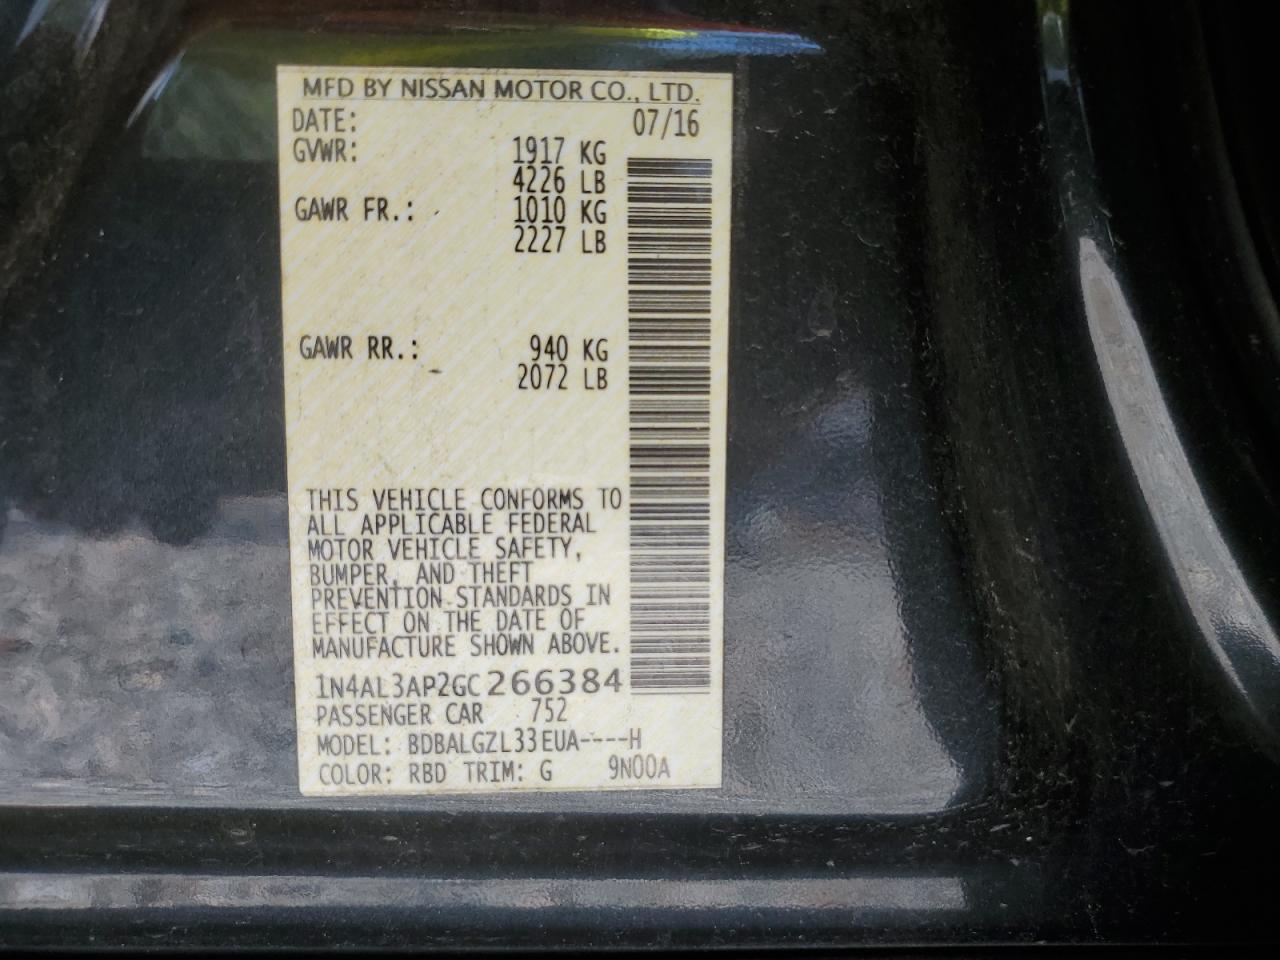 MFD BY NISSAN MOTOR CO., LTD.
DATE: 07/16
GVWR: 1917 KG
4226 LB
GAWR FR.: 1010 KG
2227 LB
GAWR RR.: 940 KG
2072 LB
THIS VEHICLE CONFORMS TO
ALL APPLICABLE FEDERAL
MOTOR VEHICLE SAFETY,
BUMPER, AND THEFT
PREVENTION STANDARDS IN
EFFECT ON THE DATE OF
MANUFACTURE SHOWN ABOVE.
1N4AL3AP2GC266384
PASSENGER CAR 752
MODEL: BDBALGZL33EUA----H
COLOR: RBD TRIM: G 9N00A